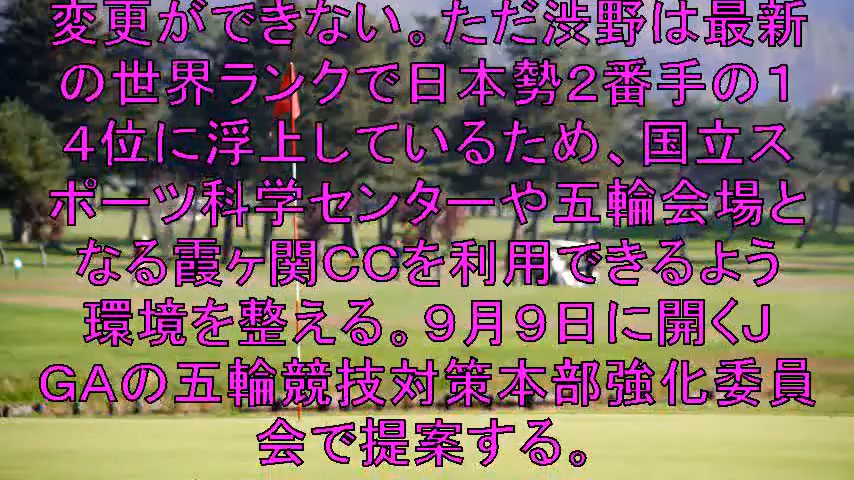 変更ができない。ただ渋野は最新
の世界ランクで日本勢２番手の１
４位に浮上しているため、国立ス
ポーツ科学センターや五輪会場と
なる霞ヶ関ＣＣを利用できるよう
環境を整える。９月９日に開くＪ
ＧＡの五輪競技対策本部強化委員
会で提案する。